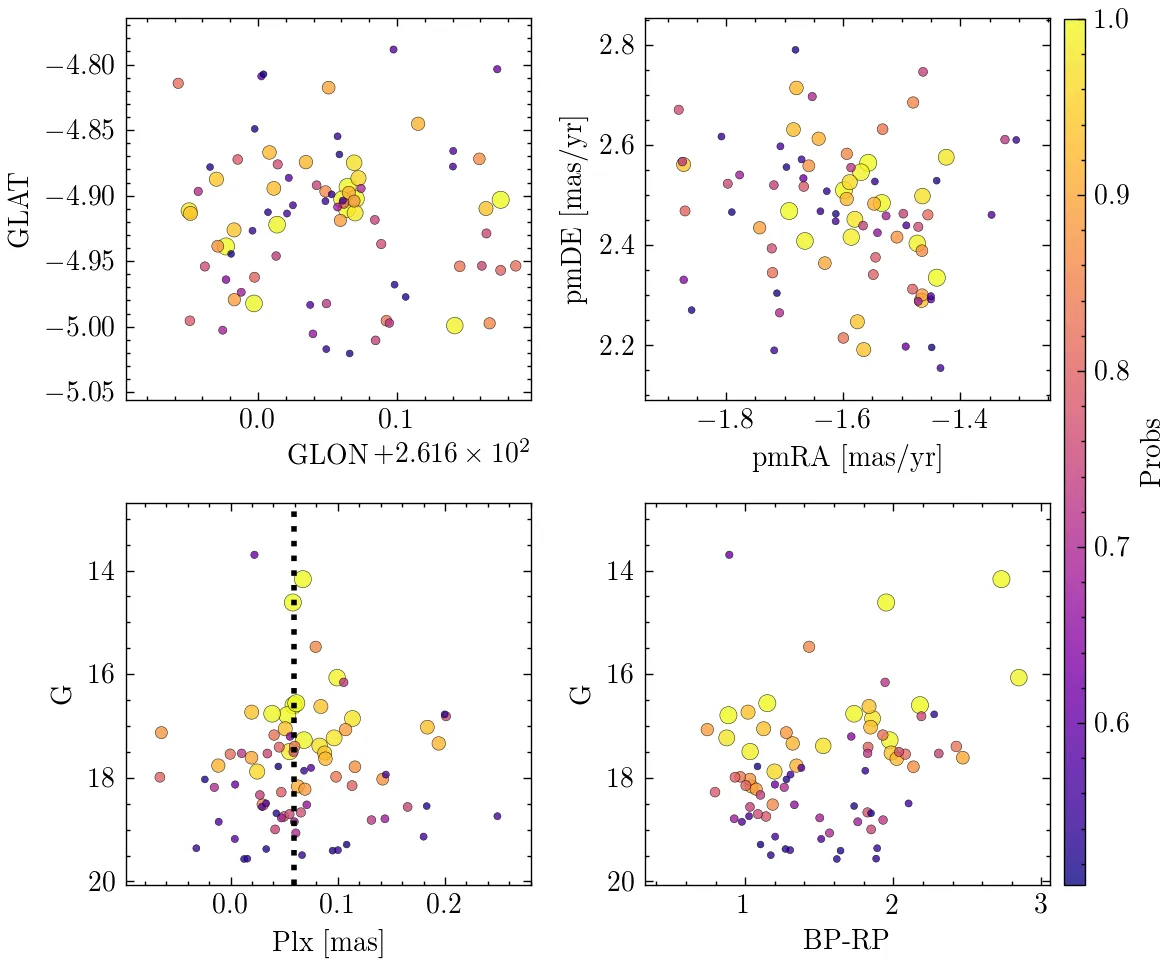 −4.80
−4.85
−4.90
−4.95
−5.00
−5.05
GLAT
0.0 0.1
GLON +2.616 × 10²
2.8
2.6
2.4
2.2
pmDE [mas/yr]
−1.8 −1.6 −1.4
pmRA [mas/yr]
14
16
18
20
G
0.0 0.1 0.2
Plx [mas]
14
16
18
20
G
1 2 3
BP-RP
1.0
0.9
0.8
0.7
0.6
Probs